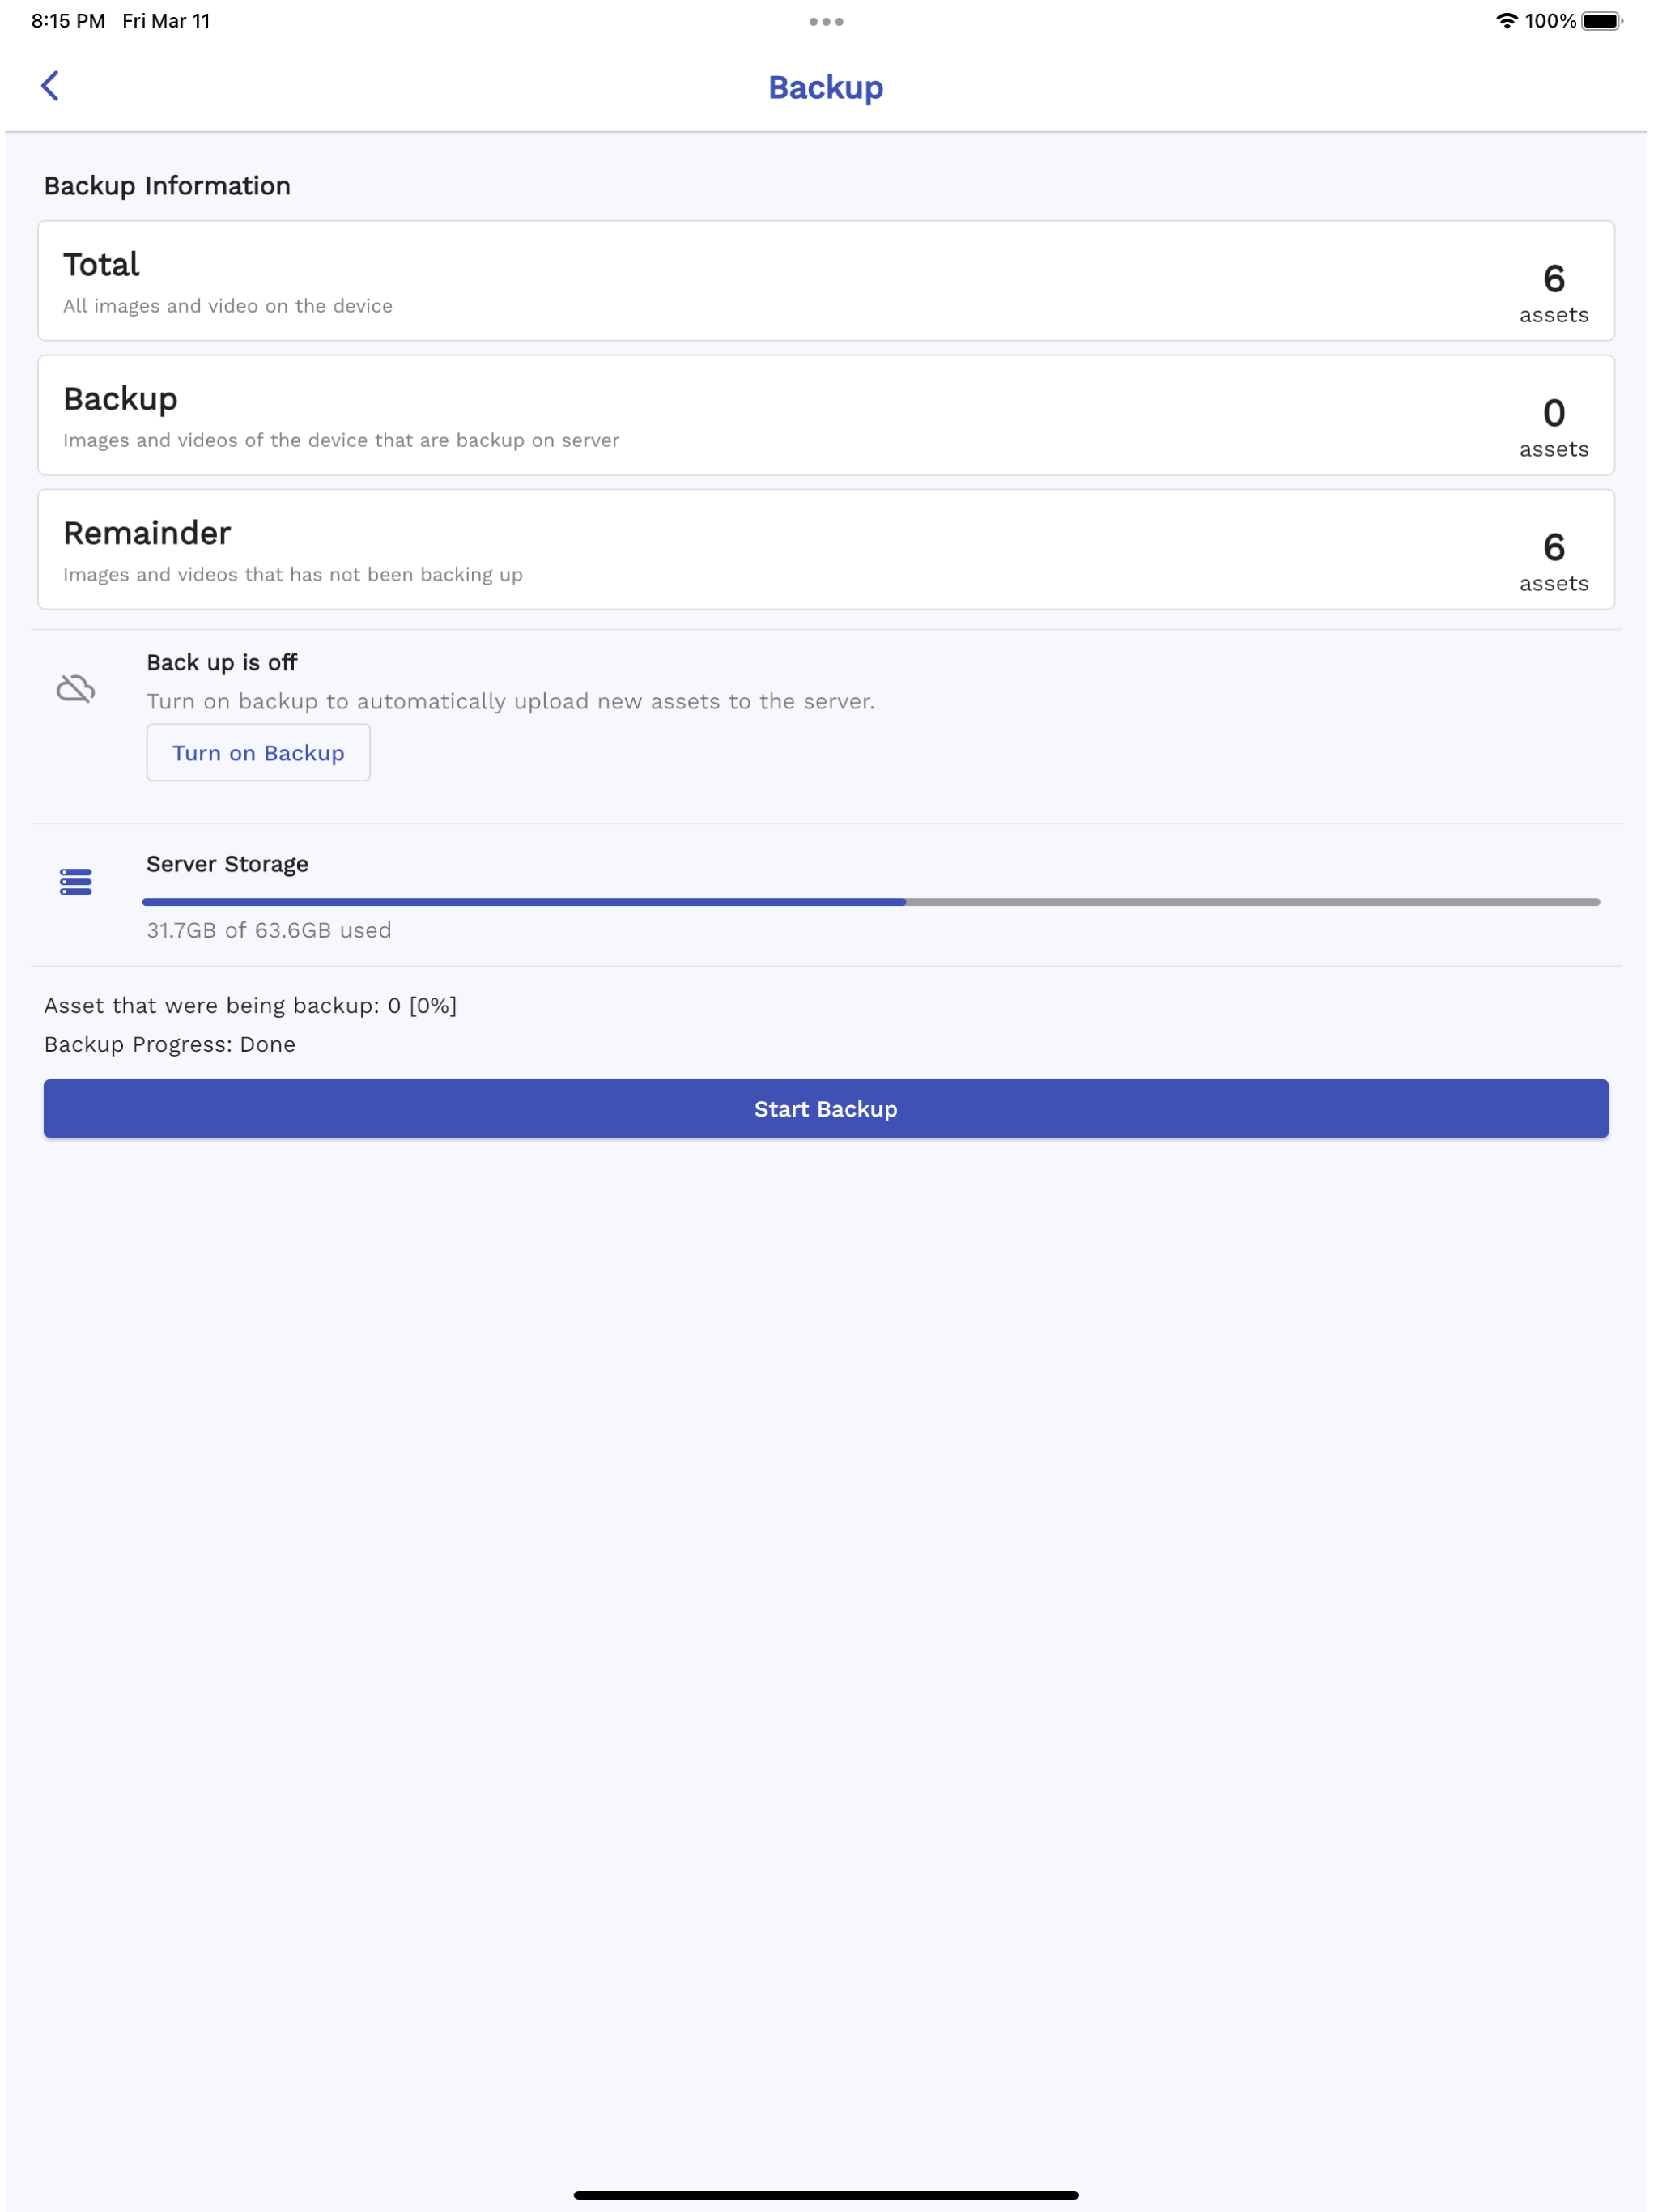 8:15 PM Fri Mar 11
100%
Backup
Backup Information
Total
All images and video on the device
6
assets
Backup
Images and videos of the device that are backup on server
0
assets
Remainder
Images and videos that has not been backing up
6
assets
Back up is off
Turn on backup to automatically upload new assets to the server.
Turn on Backup
Server Storage
31.7GB of 63.6GB used
Asset that were being backup: 0 [0%]
Backup Progress: Done
Start Backup